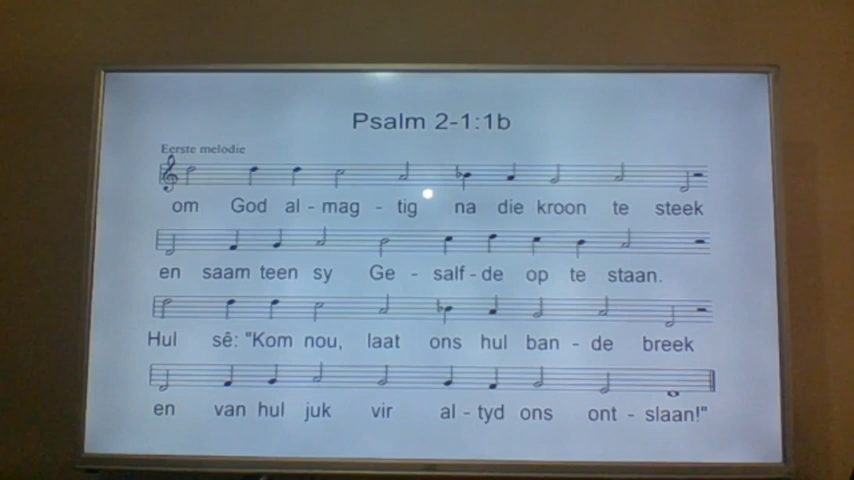 Psalm 2-1:1b
Eerste melodie
om God al - mag - tig na die kroon te steek
en saam teen sy Ge - salf - de op te staan.
Hul sê: "Kom nou, laat ons hul ban - de breek
en van hul juk vir al - tyd ons ont - slaan!"